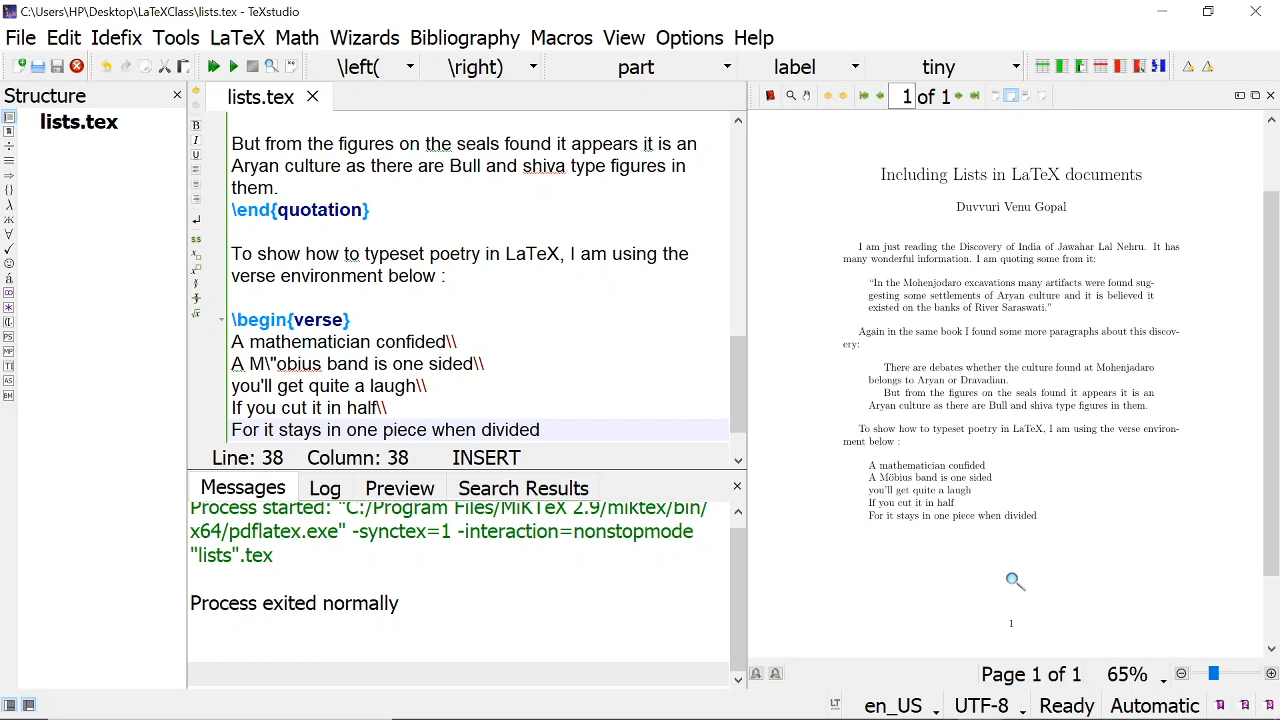 C:\Users\HP\Desktop\LaTeXClass\lists.tex - TeXstudio
File Edit Idefix Tools LaTeX Math Wizards Bibliography Macros View Options Help
\left( \right) part label tiny
Structure
lists.tex
lists.tex
1 of 1
But from the figures on the seals found it appears it is an
Aryan culture as there are Bull and shiva type figures in
them.
\end{quotation}
To show how to typeset poetry in LaTeX, I am using the
verse environment below :
\begin{verse}
A mathematician confided\\
A M\"obius band is one sided\\
you'll get quite a laugh\\
If you cut it in half\\
For it stays in one piece when divided
Line: 38 Column: 38 INSERT
Messages Log Preview Search Results
Process started: "C:/Program Files/MiKTeX 2.9/miktex/bin/
x64/pdflatex.exe" -synctex=1 -interaction=nonstopmode
"lists".tex
Process exited normally
Including Lists in LaTeX documents
Duvvuri Venu Gopal
I am just reading the Discovery of India of Jawahar Lal Nehru. It has
many wonderful information. I am quoting some from it:
“In the Mohenjodaro excavations many artifacts were found sug-
gesting some settlements of Aryan culture and it is believed it
existed on the banks of River Saraswati.”
Again in the same book I found some more paragraphs about this discov-
ery:
There are debates whether the culture found at Mohenjadaro
belongs to Aryan or Dravadian.
But from the figures on the seals found it appears it is an
Aryan culture as there are Bull and shiva type figures in them.
To show how to typeset poetry in LaTeX, I am using the verse environ-
ment below :
A mathematician confided
A Möbius band is one sided
you'll get quite a laugh
If you cut it in half
For it stays in one piece when divided
1
Page 1 of 1 65%
en_US UTF-8 Ready Automatic